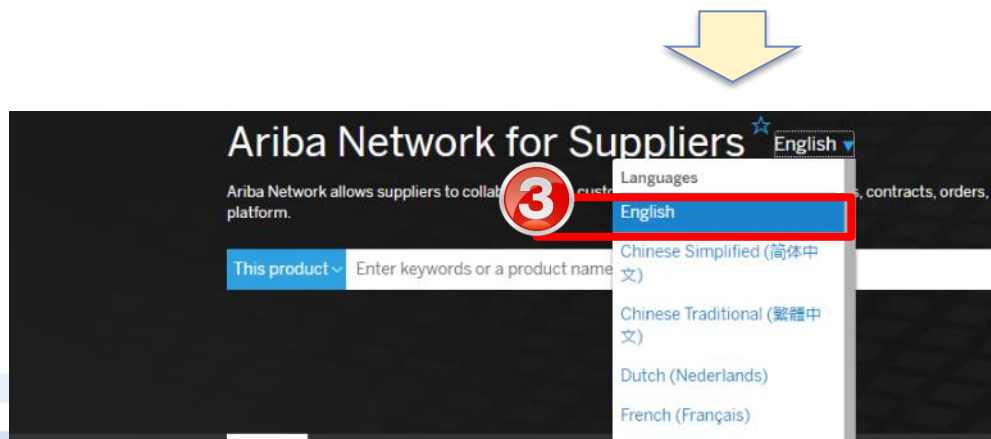 Ariba Network for Suppliers English
Languages
Ariba Network allows suppliers to collab custo s, contracts, orders,
platform.
3
English
This product Enter keywords or a product name
Chinese Simplified (简体中
文)
Chinese Traditional (繁體中
文)
Dutch (Nederlands)
French (Français)